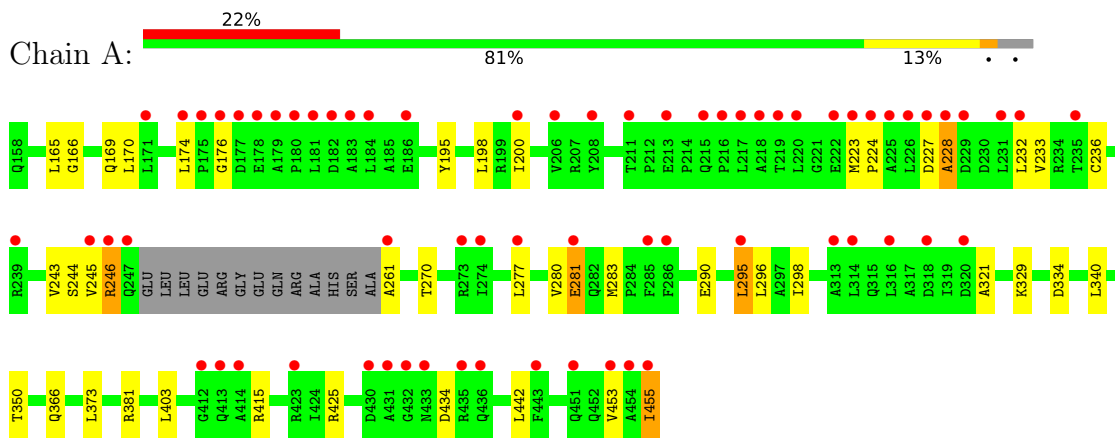 22%
Chain A:
81% 13% • •
Q158 L165 G166 Q169 L170 L171 L174 P175 G176 D177 E178 A179 P180 L181 D182 A183 L184 A185 E186 Y195 L198 R199 I200 V206 R207 Y208 T211 P212 E213 P214 Q215 P216 L217 A218 T219 L220 G221 E222 M223 P224 A225 L226 D227 A228 D229 D230 L231 L232 V233 R234 T235 C236
R239 V243 S244 V245 R246 Q247 GLU LEU LEU GLU ARG GLY GLU GLN ARG ALA HIS SER ALA A261 T270 R273 I274 L277 V280 E281 Q282 M283 P284 F285 F286 E290 L295 L296 A297 I298 A313 L314 Q315 L316 A317 D318 I319 D320 A321 K329 D334 L340
T350 Q366 L373 R381 L403 G412 Q413 A414 R415 R423 I424 R425 D430 A431 G432 N433 D434 R435 Q436 L442 F443 Q451 Q452 V453 A454 I455